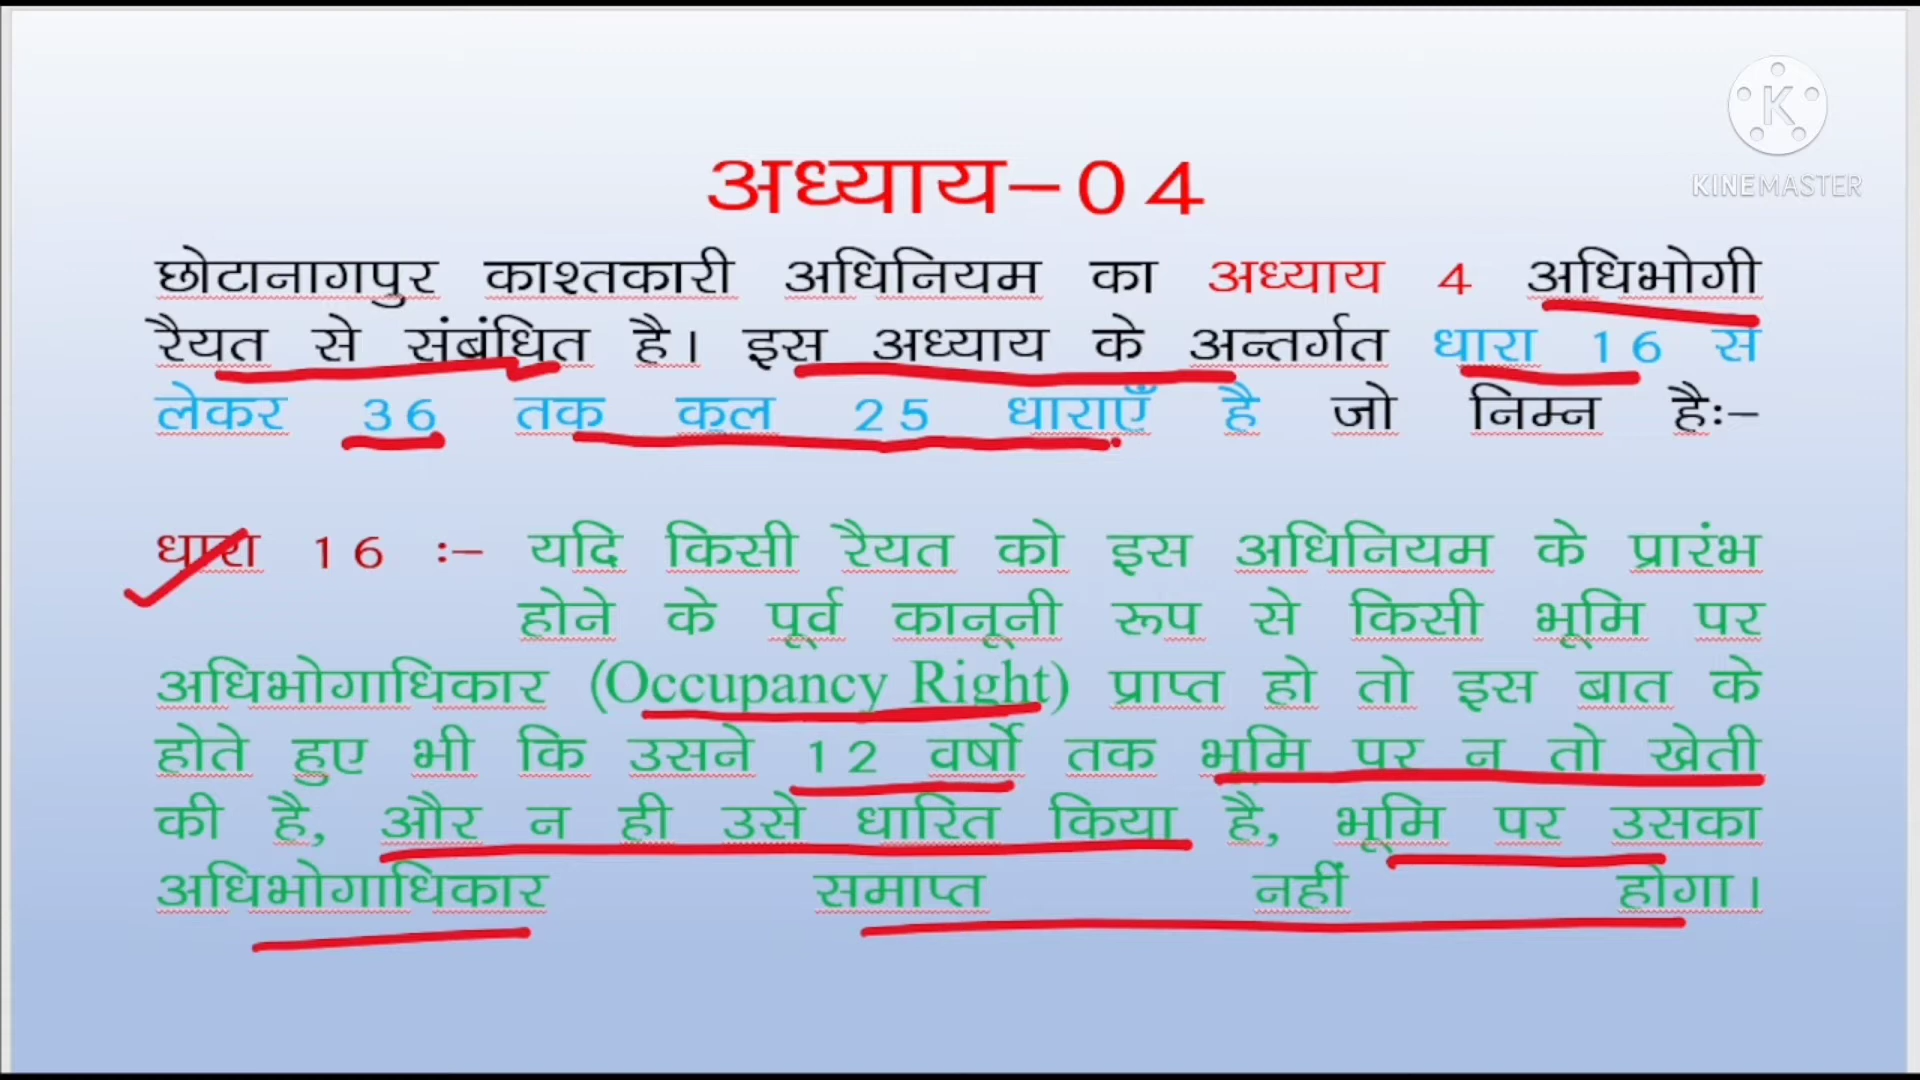 KINEMASTER
अध्याय–04
छोटानागपुर काश्तकारी अधिनियम का अध्याय 4 अधिभोगी
रैयत से संबंधित है। इस अध्याय के अन्तर्गत धारा 16 से
लेकर 36 तक कुल 25 धाराएँ है जो निम्न है:–
धारा 16 :– यदि किसी रैयत को इस अधिनियम के प्रारंभ
होने के पूर्व कानूनी रूप से किसी भूमि पर
अधिभोगाधिकार (Occupancy Right) प्राप्त हो तो इस बात के
होते हुए भी कि उसने 12 वर्षो तक भूमि पर न तो खेती
की है, और न ही उसे धारित किया है, भूमि पर उसका
अधिभोगाधिकार समाप्त नहीं होगा।